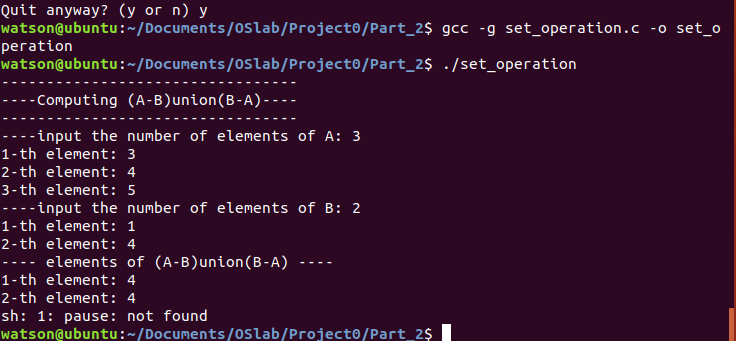 Quit anyway? (y or n) y
watson@ubuntu:~/Documents/OSlab/Project0/Part_2$ gcc -g set_operation.c -o set_o
peration
watson@ubuntu:~/Documents/OSlab/Project0/Part_2$ ./set_operation
--------------------------------
----Computing (A-B)union(B-A)----
--------------------------------
----input the number of elements of A: 3
1-th element: 3
2-th element: 4
3-th element: 5
----input the number of elements of B: 2
1-th element: 1
2-th element: 4
---- elements of (A-B)union(B-A) ----
1-th element: 4
2-th element: 4
sh: 1: pause: not found
watson@ubuntu:~/Documents/OSlab/Project0/Part_2$